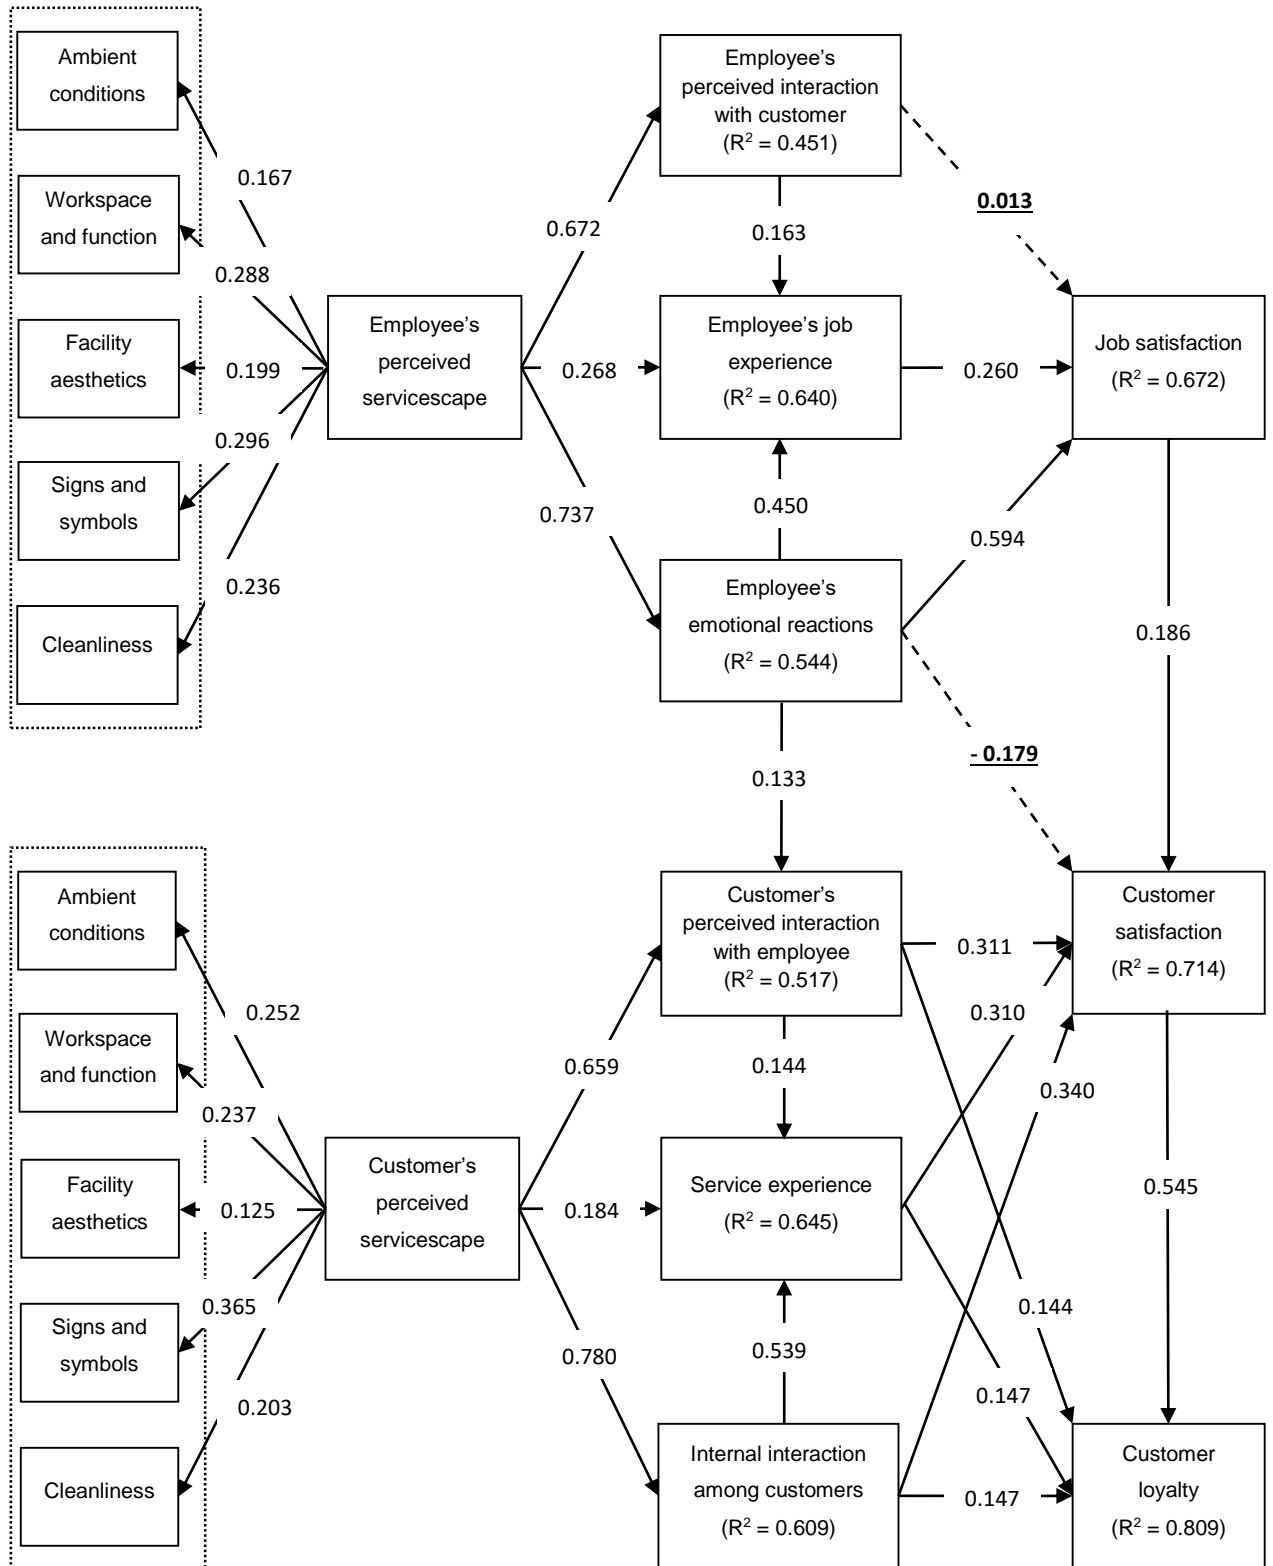 Ambient
conditions
Workspace
and function
Facility
aesthetics
Signs and
symbols
Cleanliness
0.167
0.288
0.199
0.296
0.236
Employee's
perceived
servicescape
0.672
0.268
0.737
Employee's
perceived interaction
with customer
(R² = 0.451)
0.163
Employee's job
experience
(R² = 0.640)
0.450
Employee's
emotional reactions
(R² = 0.544)
0.013
0.260
0.594
- 0.179
Job satisfaction
(R² = 0.672)
0.186
0.133
Ambient
conditions
Workspace
and function
Facility
aesthetics
Signs and
symbols
Cleanliness
0.252
0.237
0.125
0.365
0.203
Customer's
perceived
servicescape
0.659
0.184
0.780
Customer's
perceived interaction
with employee
(R² = 0.517)
0.144
Service experience
(R² = 0.645)
0.539
Internal interaction
among customers
(R² = 0.609)
0.311
0.310
0.340
0.144
0.147
0.147
Customer
satisfaction
(R² = 0.714)
0.545
Customer
loyalty
(R² = 0.809)